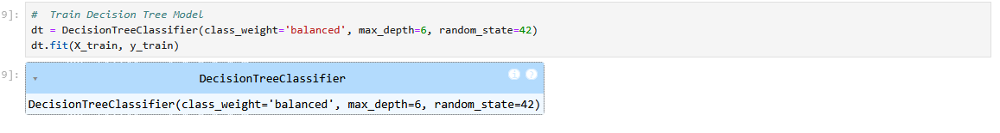 9]:
# Train Decision Tree Model
dt = DecisionTreeClassifier(class_weight='balanced', max_depth=6, random_state=42)
dt.fit(X_train, y_train)
9]:
DecisionTreeClassifier
i ?
DecisionTreeClassifier(class_weight='balanced', max_depth=6, random_state=42)